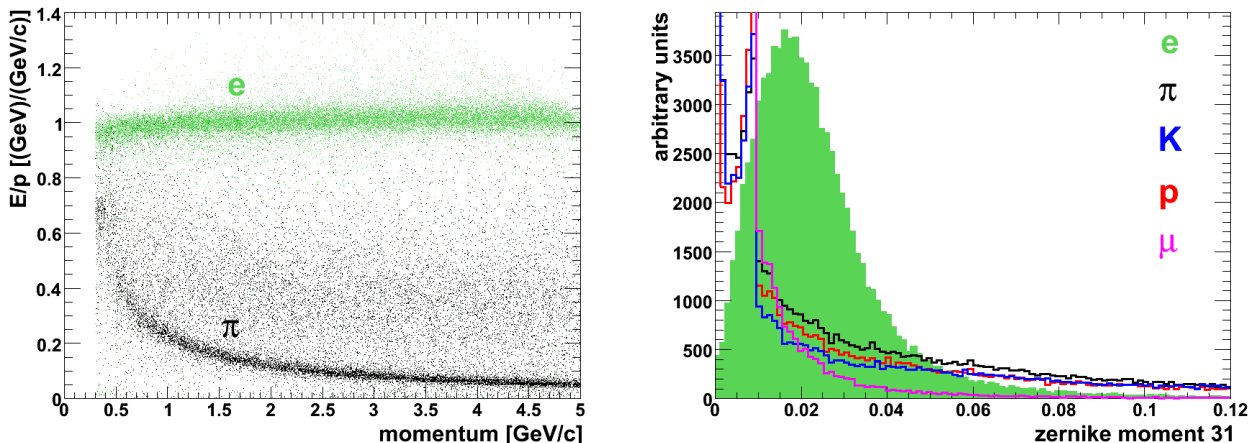 E/p [(GeV)/(GeV/c)]
1.4
1.2
1
0.8
0.6
0.4
0.2
0
e
π
0 0.5 1 1.5 2 2.5 3 3.5 4 4.5 5
momentum [GeV/c]
arbitrary units
3500
3000
2500
2000
1500
1000
500
0
e
π
K
p
μ
0 0.02 0.04 0.06 0.08 0.1 0.12
zernike moment 31